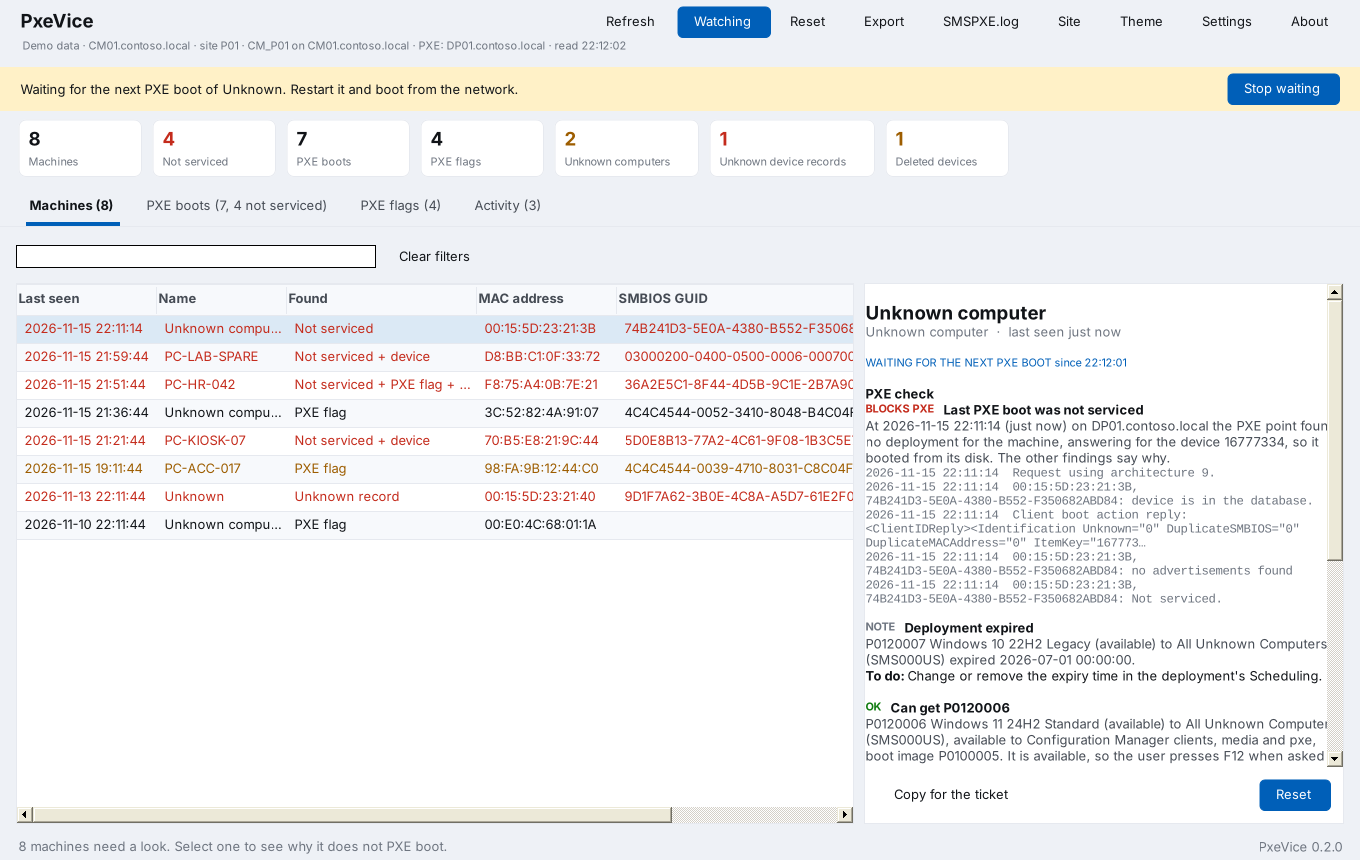 PxeVice
Refresh
Watching
Reset
Export
SMSPXE.log
Site
Theme
Settings
About
Demo data · CM01.contoso.local · site P01 · CM_P01 on CM01.contoso.local · PXE: DP01.contoso.local · read 22:12:02
Waiting for the next PXE boot of Unknown. Restart it and boot from the network.
Stop waiting
8
Machines
4
Not serviced
7
PXE boots
4
PXE flags
2
Unknown computers
1
Unknown device records
1
Deleted devices
Machines (8)
PXE boots (7, 4 not serviced)
PXE flags (4)
Activity (3)
Clear filters
Last seen Name Found MAC address SMBIOS GUID
2026-11-15 22:11:14 Unknown compu... Not serviced 00:15:5D:23:21:3B 74B241D3-5E0A-4380-B552-F35068
2026-11-15 21:59:44 PC-LAB-SPARE Not serviced + device D8:BB:C1:0F:33:72 03000200-0400-0500-0006-000700
2026-11-15 21:51:44 PC-HR-042 Not serviced + PXE flag + ... F8:75:A4:0B:7E:21 36A2E5C1-8F44-4D5B-9C1E-2B7A90
2026-11-15 21:36:44 Unknown compu... PXE flag 3C:52:82:4A:91:07 4C4C4544-0052-3410-8048-B4C04F
2026-11-15 21:21:44 PC-KIOSK-07 Not serviced + device 70:B5:E8:21:9C:44 5D0E8B13-77A2-4C61-9F08-1B3C5E
2026-11-15 19:11:44 PC-ACC-017 PXE flag 98:FA:9B:12:44:C0 4C4C4544-0039-4710-8031-C8C04F
2026-11-13 22:11:44 Unknown Unknown record 00:15:5D:23:21:40 9D1F7A62-3B0E-4C8A-A5D7-61E2F0
2026-11-10 22:11:44 Unknown compu... PXE flag 00:E0:4C:68:01:1A
Unknown computer
Unknown computer · last seen just now
WAITING FOR THE NEXT PXE BOOT since 22:12:01
PXE check
BLOCKS PXE Last PXE boot was not serviced
At 2026-11-15 22:11:14 (just now) on DP01.contoso.local the PXE point foun
no deployment for the machine, answering for the device 16777334, so it
booted from its disk. The other findings say why.
2026-11-15 22:11:14 Request using architecture 9.
2026-11-15 22:11:14 00:15:5D:23:21:3B,
74B241D3-5E0A-4380-B552-F350682ABD84: device is in the database.
2026-11-15 22:11:14 Client boot action reply:
<ClientIDReply><Identification Unknown="0" DuplicateSMBIOS="0"
DuplicateMACAddress="0" ItemKey="167773…
2026-11-15 22:11:14 00:15:5D:23:21:3B,
74B241D3-5E0A-4380-B552-F350682ABD84: no advertisements found
2026-11-15 22:11:14 00:15:5D:23:21:3B,
74B241D3-5E0A-4380-B552-F350682ABD84: Not serviced.
NOTE Deployment expired
P0120007 Windows 10 22H2 Legacy (available) to All Unknown Computers
(SMS000US) expired 2026-07-01 00:00:00.
To do: Change or remove the expiry time in the deployment's Scheduling.
OK Can get P0120006
P0120006 Windows 11 24H2 Standard (available) to All Unknown Computer
(SMS000US), available to Configuration Manager clients, media and pxe,
boot image P0100005. It is available, so the user presses F12 when asked
Copy for the ticket
Reset
8 machines need a look. Select one to see why it does not PXE boot.
PxeVice 0.2.0